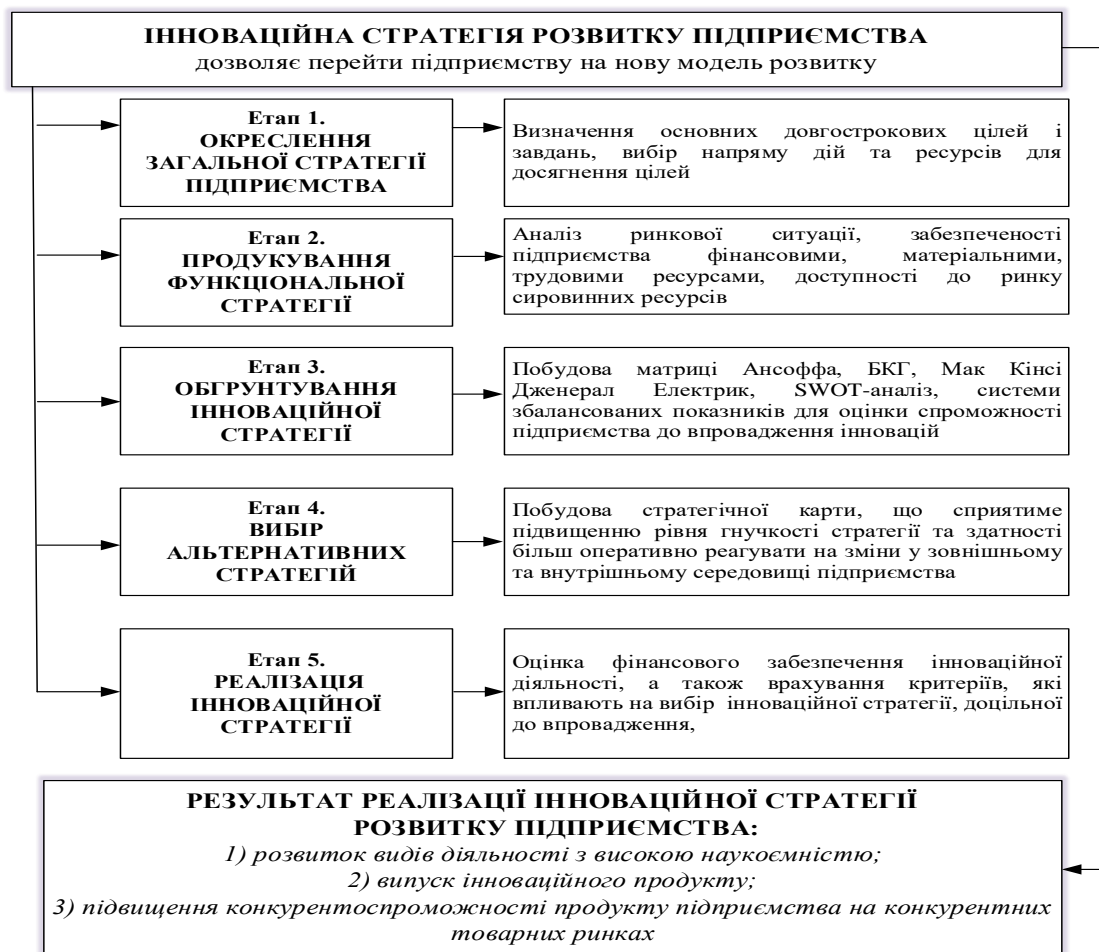 ІННОВАЦІЙНА СТРАТЕГІЯ РОЗВИТКУ ПІДПРИЄМСТВА
дозволяє перейти підприємству на нову модель розвитку
Етап 1.
ОКРЕСЛЕННЯ
ЗАГАЛЬНОЇ СТРАТЕГІЇ
ПІДПРИЄМСТВА
Визначення основних довгострокових цілей і
завдань, вибір напряму дій та ресурсів для
досягнення цілей
Етап 2.
ПРОДУКУВАННЯ
ФУНКЦІОНАЛЬНОЇ
СТРАТЕГІЇ
Аналіз ринкової ситуації, забезпеченості
підприємства фінансовими, матеріальними,
трудовими ресурсами, доступності до ринку
сировинних ресурсів
Етап 3.
ОБГРУНТУВАННЯ
ІННОВАЦІЙНОЇ
СТРАТЕГІЇ
Побудова матриці Ансоффа, БКГ, Мак Кінсі
Дженерал Електрик, SWOT-аналіз, системи
збалансованих показників для оцінки спроможності
підприємства до впровадження інновацій
Етап 4.
ВИБІР
АЛЬТЕРНАТИВНИХ
СТРАТЕГІЙ
Побудова стратегічної карти, що сприятиме
підвищенню рівня гнучкості стратегії та здатності
більш оперативно реагувати на зміни у зовнішньому
та внутрішньому середовищі підприємства
Етап 5.
РЕАЛІЗАЦІЯ
ІННОВАЦІЙНОЇ
СТРАТЕГІЇ
Оцінка фінансового забезпечення інноваційної
діяльності, а також врахування критеріїв, які
впливають на вибір інноваційної стратегії, доцільної
до впровадження,
РЕЗУЛЬТАТ РЕАЛІЗАЦІЇ ІННОВАЦІЙНОЇ СТРАТЕГІЇ
РОЗВИТКУ ПІДПРИЄМСТВА:
1) розвиток видів діяльності з високою наукоємністю;
2) випуск інноваційного продукту;
3) підвищення конкурентоспроможності продукту підприємства на конкурентних
товарних ринках